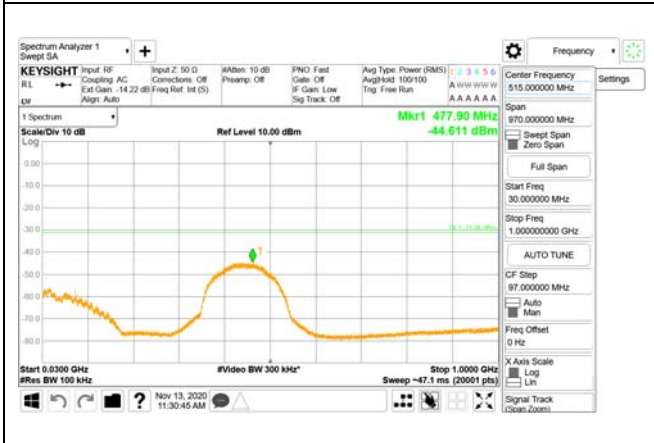 Spectrum Analyzer 1
Swept SA
+
Frequency
KEYSIGHT
Input: RF
Coupling: AC
Ext Gain: -14.22 dB
Align: Auto
Input Z: 50 Ω
Corrections: Off
Freq Ref: Int (S)
#Atten: 10 dB
Preamp: Off
PNO: Fast
Gate: Off
IF Gain: Low
Sig Track: Off
Avg Type: Power (RMS)
Avg|Hold: 100/100
Trig: Free Run
1 2 3 4 5 6
A W W W W W
A A A A A A
RL
1 Spectrum
Scale/Div 10 dB
Log
Ref Level 10.00 dBm
Mkr1 477.90 MHz
-44.611 dBm
0.00
-10.0
-20.0
-30.0
-40.0
-50.0
-60.0
-70.0
-80.0
1
Start 0.0300 GHz
#Res BW 100 kHz
#Video BW 300 kHz*
Stop 1.0000 GHz
Sweep ~47.1 ms (20001 pts)
Nov 13, 2020
11:30:45 AM
Center Frequency
515.000000 MHz
Settings
Span
970.000000 MHz
Swept Span
Zero Span
Full Span
Start Freq
30.000000 MHz
Stop Freq
1.000000000 GHz
AUTO TUNE
CF Step
97.000000 MHz
Auto
Man
Freq Offset
0 Hz
X Axis Scale
Log
Lin
Signal Track
(Span Zoom)